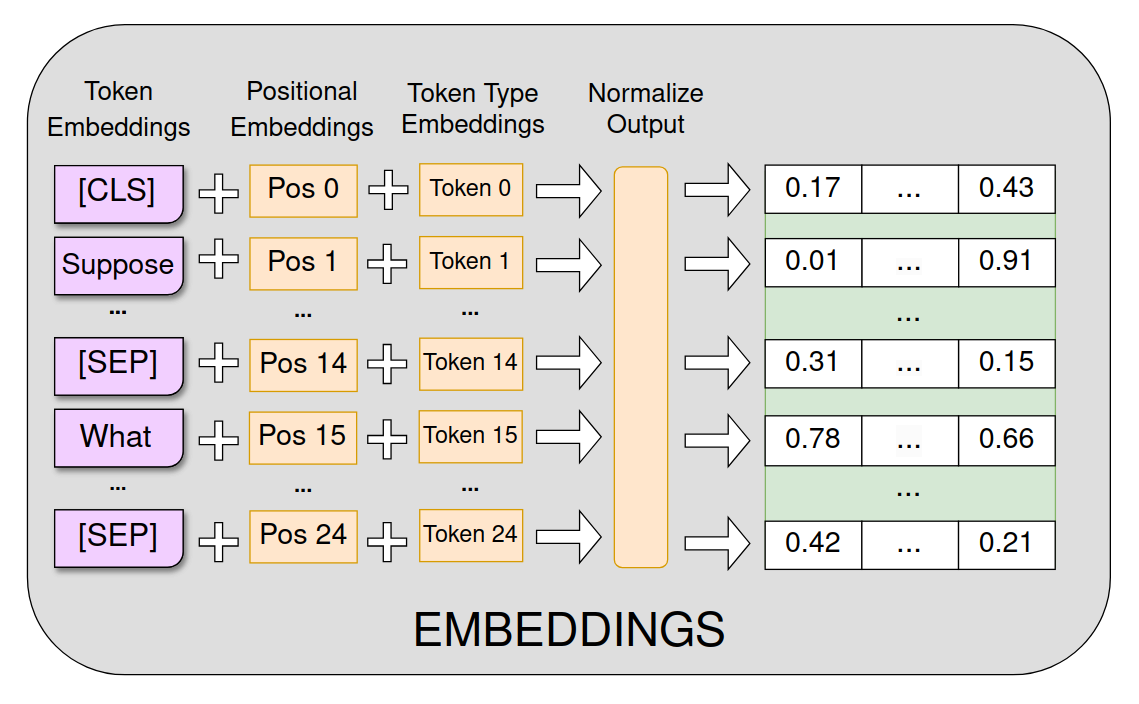 Token
Embeddings
Positional
Embeddings
Token Type
Embeddings
Normalize
Output
[CLS] Pos 0 Token 0 0.17 ... 0.43
Suppose Pos 1 Token 1 0.01 ... 0.91
... ... ... ...
[SEP] Pos 14 Token 14 0.31 ... 0.15
What Pos 15 Token 15 0.78 ... 0.66
... ... ... ...
[SEP] Pos 24 Token 24 0.42 ... 0.21
EMBEDDINGS